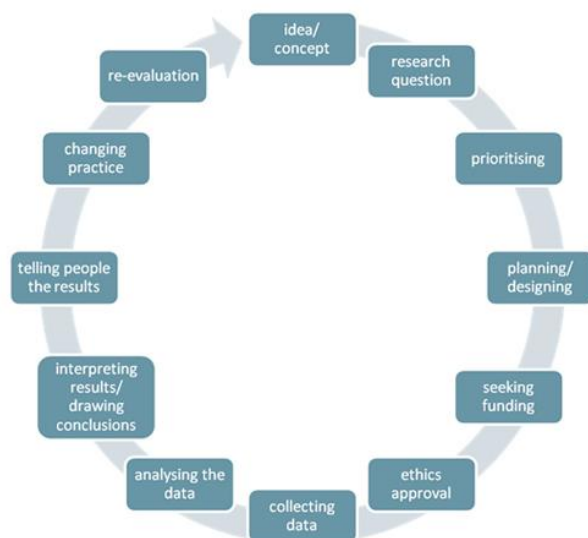 idea/
concept
research
question
prioritising
planning/
designing
seeking
funding
ethics
approval
collecting
data
analysing the
data
interpreting
results/
drawing
conclusions
telling people
the results
changing
practice
re-evaluation